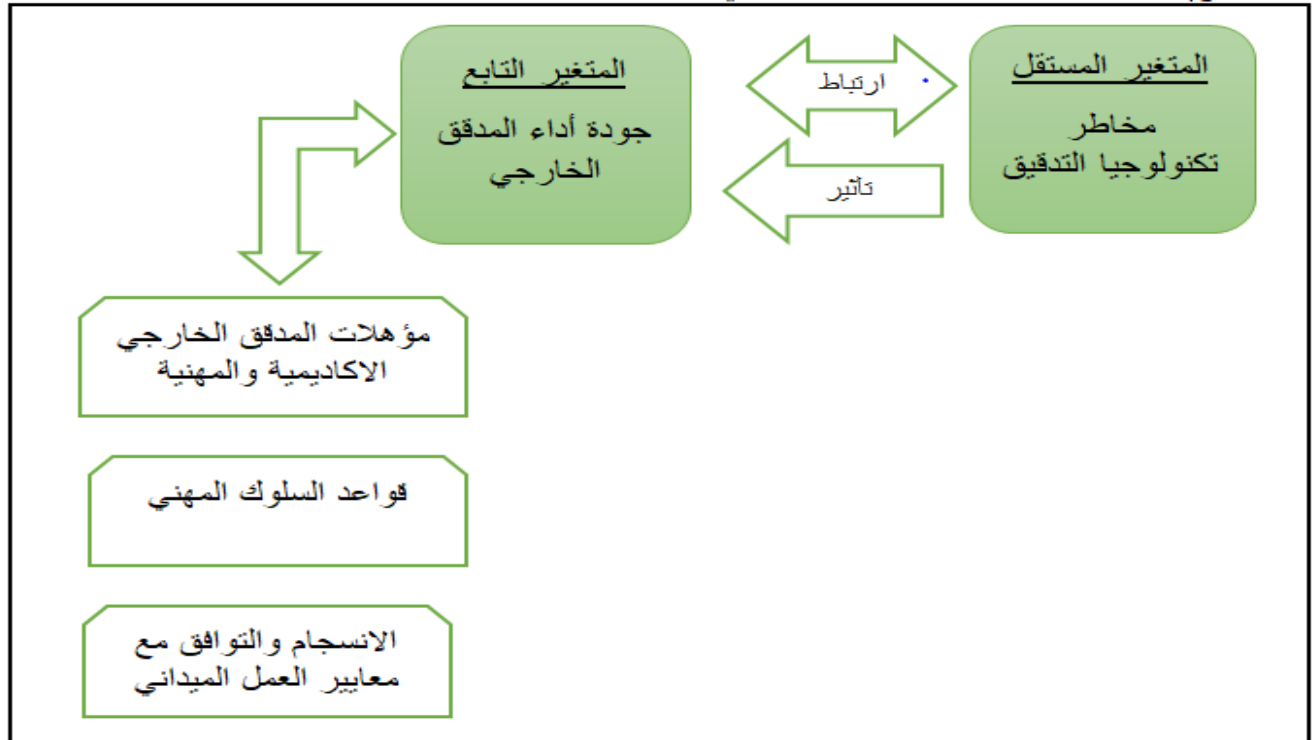 المتغير المستقل
مخاطر
تكنولوجيا التدقيق
ارتباط
تأثير
المتغير التابع
جودة أداء المدقق
الخارجي
مؤهلات المدقق الخارجي
الاكاديمية والمهنية
قواعد السلوك المهني
الانسجام والتوافق مع
معايير العمل الميداني